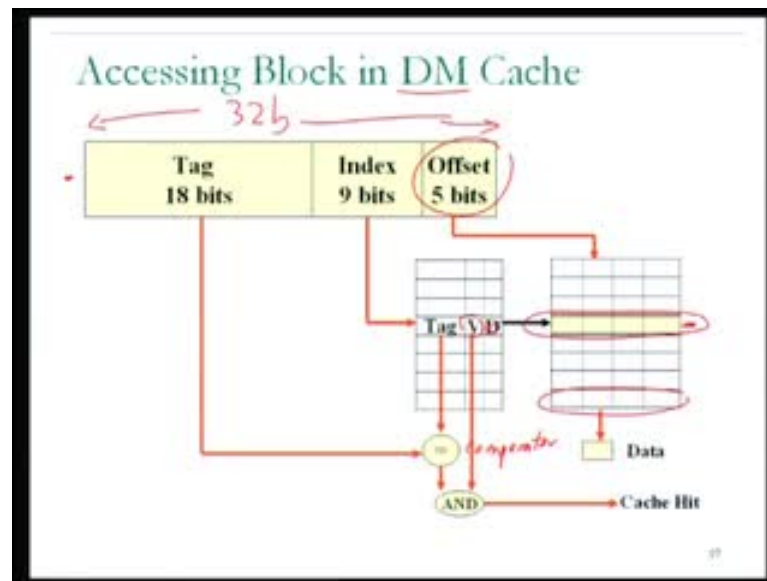 Accessing Block in DM Cache
32b
Tag Index Offset
18 bits 9 bits 5 bits
Tag V D
= comparator
Data
AND
Cache Hit